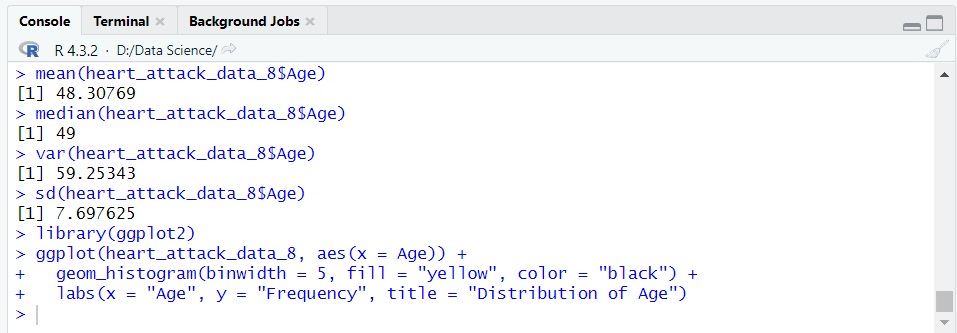 Console Terminal Background Jobs
R 4.3.2 · D:/Data Science/
> mean(heart_attack_data_8$Age)
[1] 48.30769
> median(heart_attack_data_8$Age)
[1] 49
> var(heart_attack_data_8$Age)
[1] 59.25343
> sd(heart_attack_data_8$Age)
[1] 7.697625
> library(ggplot2)
> ggplot(heart_attack_data_8, aes(x = Age)) +
+   geom_histogram(binwidth = 5, fill = "yellow", color = "black") +
+   labs(x = "Age", y = "Frequency", title = "Distribution of Age")
>